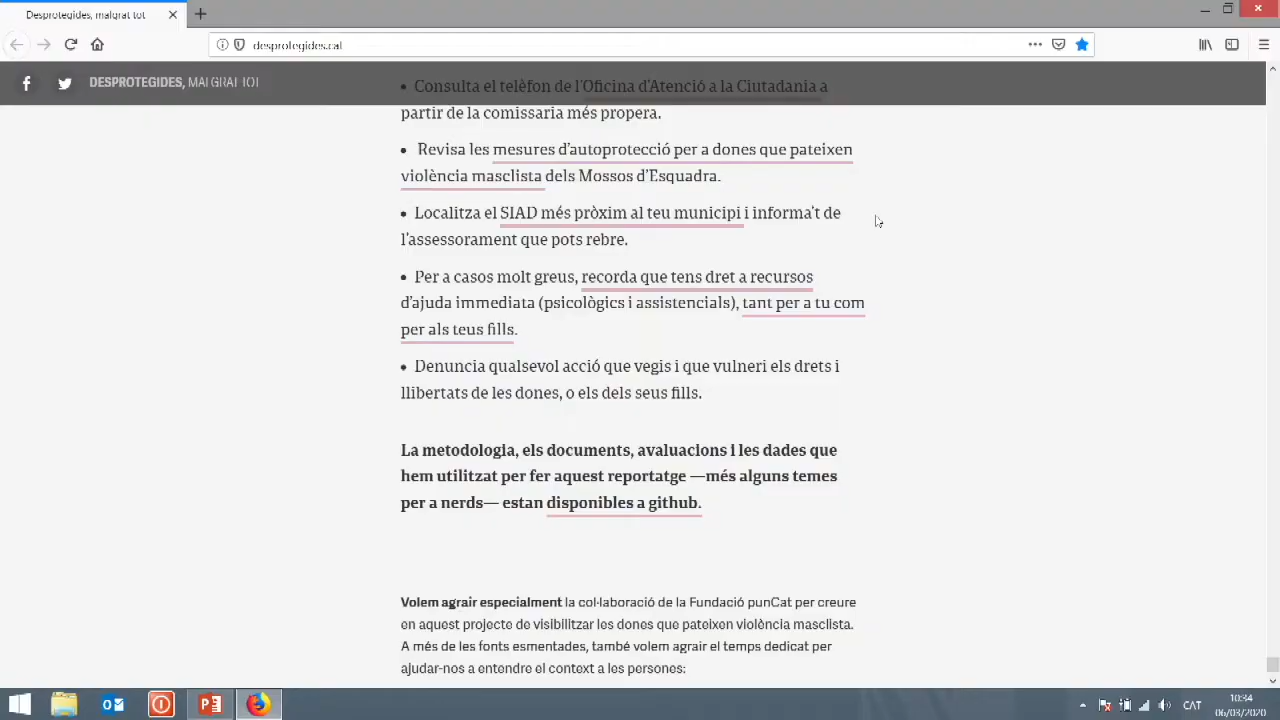 Desprotegides, malgrat tot
desprotegides.cat
DESPROTEGIDES, MALGRAT TOT
• Consulta el telèfon de l'Oficina d'Atenció a la Ciutadania a
partir de la comissaria més propera.
• Revisa les mesures d'autoprotecció per a dones que pateixen
violència masclista dels Mossos d'Esquadra.
• Localitza el SIAD més pròxim al teu municipi i informa't de
l'assessorament que pots rebre.
• Per a casos molt greus, recorda que tens dret a recursos
d'ajuda immediata (psicològics i assistencials), tant per a tu com
per als teus fills.
• Denuncia qualsevol acció que vegis i que vulneri els drets i
llibertats de les dones, o els dels seus fills.
La metodologia, els documents, avaluacions i les dades que
hem utilitzat per fer aquest reportatge —més alguns temes
per a nerds— estan disponibles a github.
Volem agrair especialment la col·laboració de la Fundació punCat per creure
en aquest projecte de visibilitzar les dones que pateixen violència masclista.
A més de les fonts esmentades, també volem agrair el temps dedicat per
ajudar-nos a entendre el context a les persones:
CAT
10:34
06/03/2020